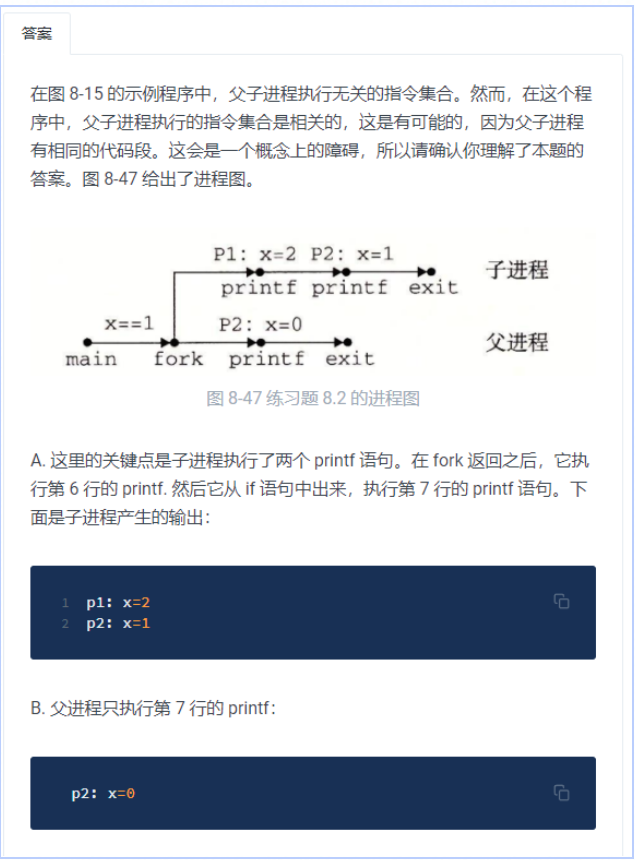 答案
在图 8-15 的示例程序中，父子进程执行无关的指令集合。然而，在这个程
序中，父子进程执行的指令集合是相关的，这是有可能的，因为父子进程
有相同的代码段。这会是一个概念上的障碍，所以请确认你理解了本题的
答案。图 8-47 给出了进程图。
P1: x=2 P2: x=1
printf printf exit 子进程
x==1 P2: x=0
main fork printf exit 父进程
图 8-47 练习题 8.2 的进程图
A. 这里的关键点是子进程执行了两个 printf 语句。在 fork 返回之后，它执
行第 6 行的 printf. 然后它从 if 语句中出来，执行第 7 行的 printf 语句。下
面是子进程产生的输出：
1 p1: x=2
2 p2: x=1
B. 父进程只执行第 7 行的 printf：
p2: x=0